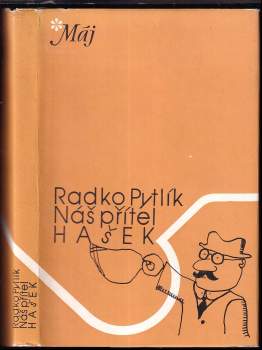 *Máj
Radko Pytlík
Náš přítel
HAŠEK
Radko Pytlík
Náš přítel
HAŠEK